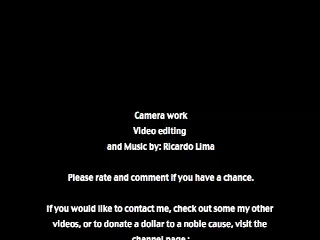 Camera work
Video editing
and Music by: Ricardo Lima
Please rate and comment if you have a chance.
If you would like to contact me, check out some my other
videos, or to donate a dollar to a noble cause, visit the
channel page :